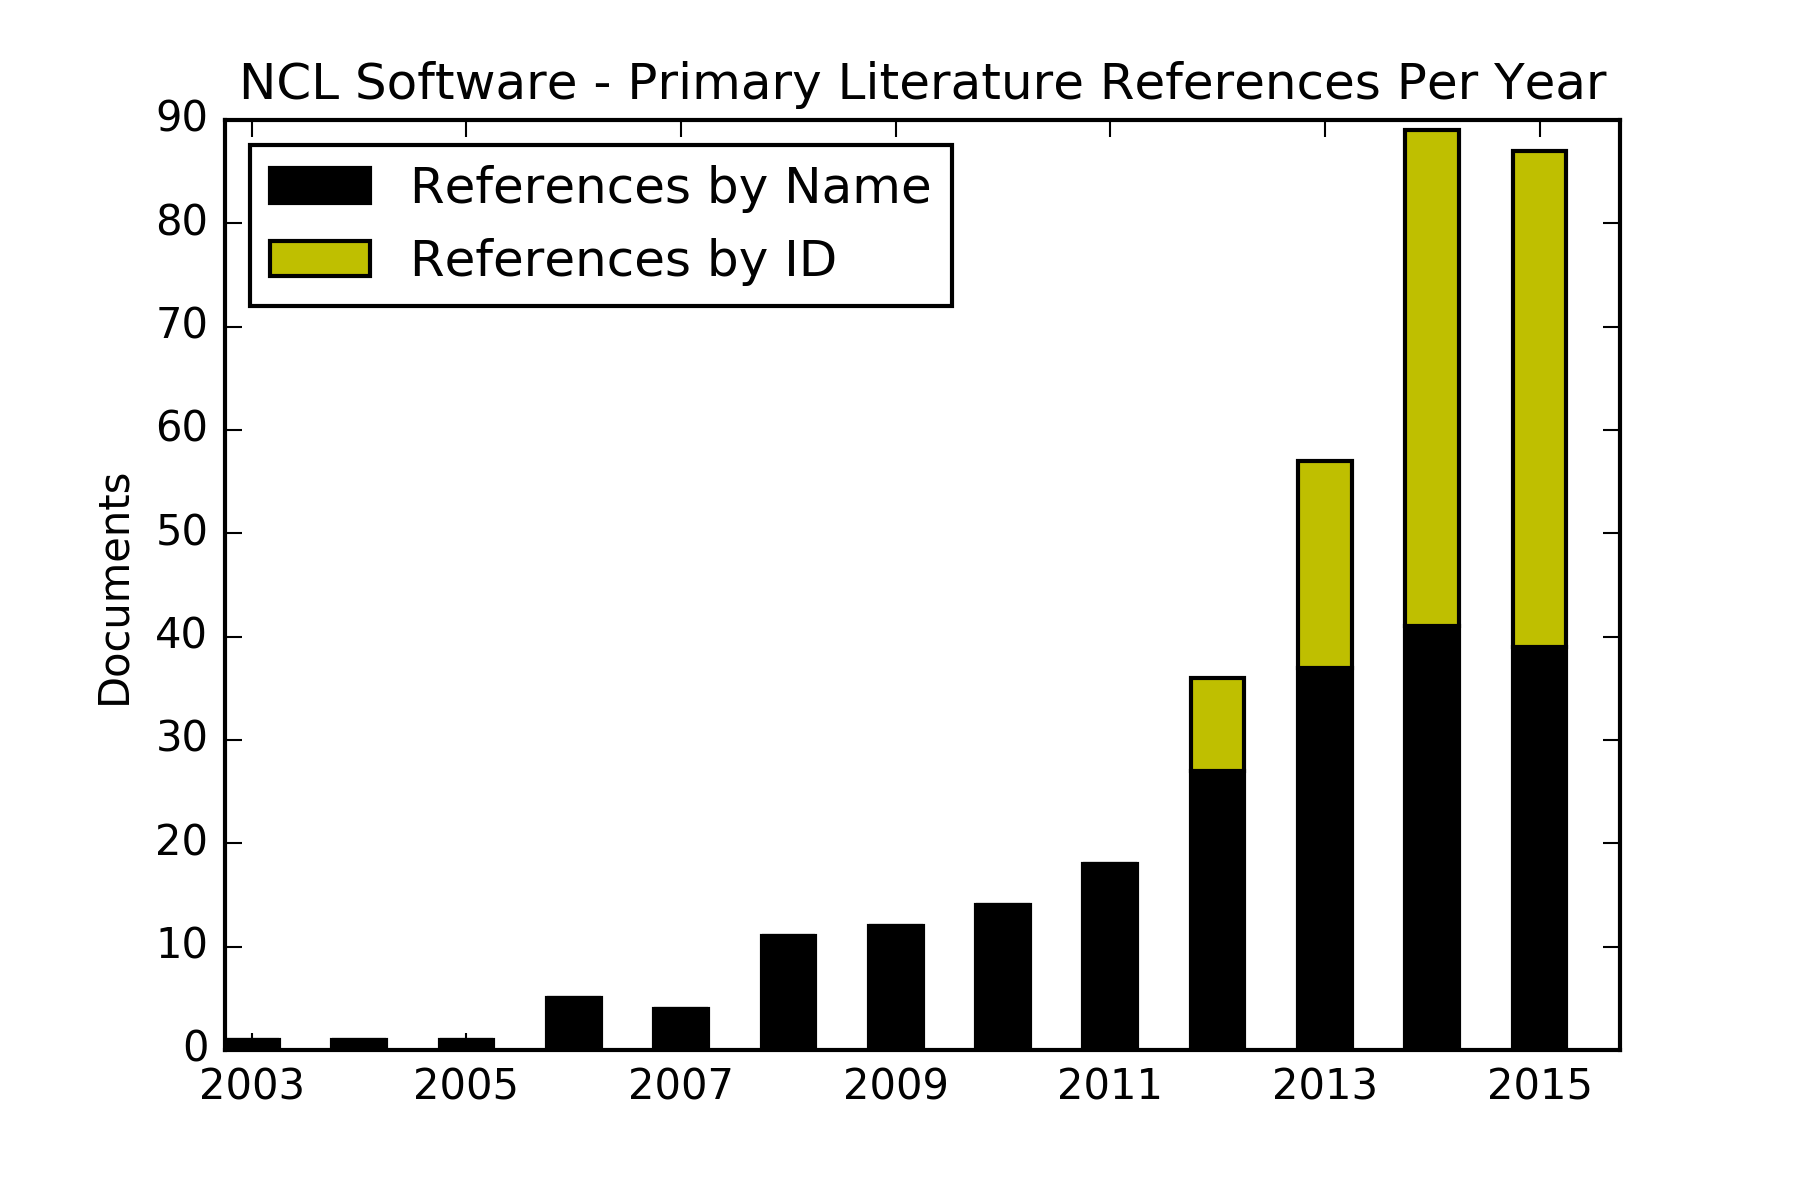 NCL Software - Primary Literature References Per Year
References by Name
References by ID
Documents
90
80
70
60
50
40
30
20
10
0
2003 2005 2007 2009 2011 2013 2015